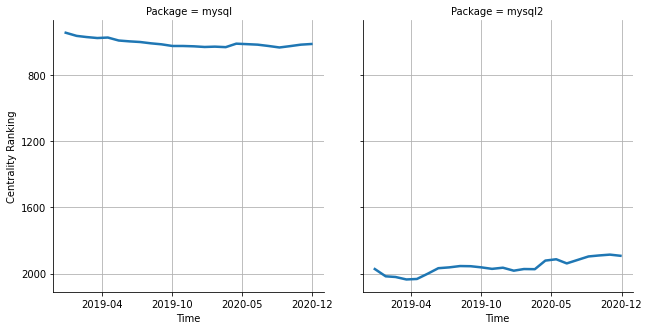 Package = mysql
Package = mysql2
Centrality Ranking
800
1200
1600
2000
2019-04
2019-10
2020-05
2020-12
2019-04
2019-10
2020-05
2020-12
Time
Time